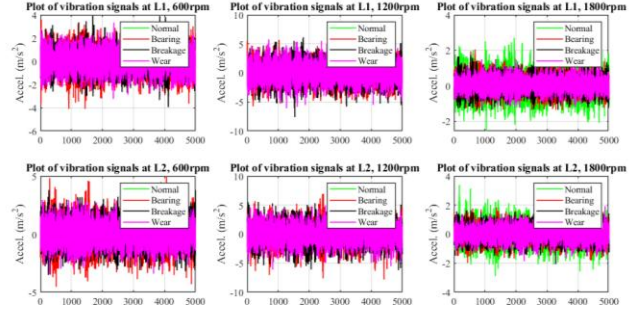 Plot of vibration signals at L1, 600rpm
Plot of vibration signals at L1, 1200rpm
Plot of vibration signals at L1, 1800rpm
Accel. (m/s²)
4
2
0
-2
-4
-6
0 1000 2000 3000 4000 5000
Normal
Bearing
Breakage
Wear
Accel. (m/s²)
10
5
0
-5
-10
0 1000 2000 3000 4000 5000
Normal
Bearing
Breakage
Wear
Accel. (m/s²)
4
2
0
-2
0 1000 2000 3000 4000 5000
Normal
Bearing
Breakage
Wear
Plot of vibration signals at L2, 600rpm
Plot of vibration signals at L2, 1200rpm
Plot of vibration signals at L2, 1800rpm
Accel. (m/s²)
5
0
-5
0 1000 2000 3000 4000 5000
Normal
Bearing
Breakage
Wear
Accel. (m/s²)
10
5
0
-5
-10
0 1000 2000 3000 4000 5000
Normal
Bearing
Breakage
Wear
Accel. (m/s²)
4
2
0
-2
-4
0 1000 2000 3000 4000 5000
Normal
Bearing
Breakage
Wear